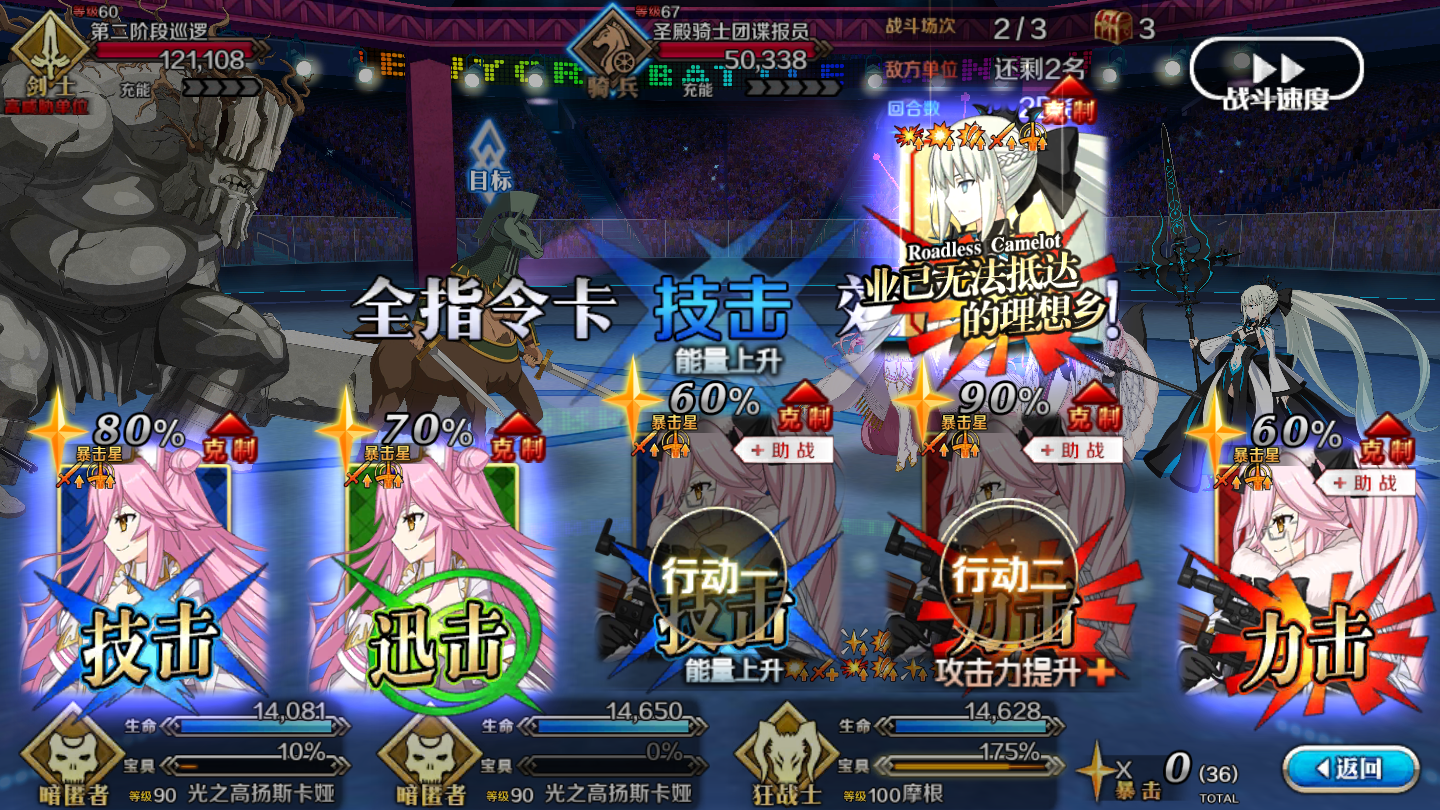 等级60
第二阶段巡逻
121,108
剑士
充能
高威胁单位
等级67
圣殿骑士团谍报员
50,338
骑兵
充能
战斗场次 2/3
3
敌方单位 还剩2名
回合数
战斗速度
目标
克制
Roadless Camelot
业已无法抵达
的理想乡
全指令卡 技击
!
能量上升
80%
暴击星
克制
技击
70%
暴击星
克制
迅击
60%
暴击星
克制
+助战
行动一
技击
能量上升
90%
暴击星
克制
+助战
行动二
力击
攻击力提升
60%
暴击星
克制
+助战
力击
生命 14,081
宝具 10%
暗匿者 等级90 光之高扬斯卡娅
生命 14,650
宝具 0%
暗匿者 等级90 光之高扬斯卡娅
生命 14,628
宝具 175%
狂战士 等级100 摩根
X 0 (36)
暴击 TOTAL
返回